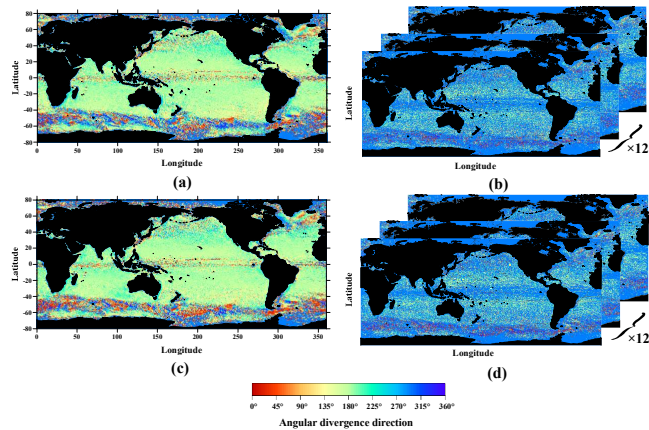 80
60
40
20
0
-20
-40
-60
-80
Latitude
0
50
100
150
200
250
300
350
Longitude
(a)
Latitude
Longitude
×12
(b)
80
60
40
20
0
-20
-40
-60
-80
Latitude
0
50
100
150
200
250
300
350
Longitude
(c)
Latitude
Longitude
×12
(d)
0° 45° 90° 135° 180° 225° 270° 315° 360°
Angular divergence direction